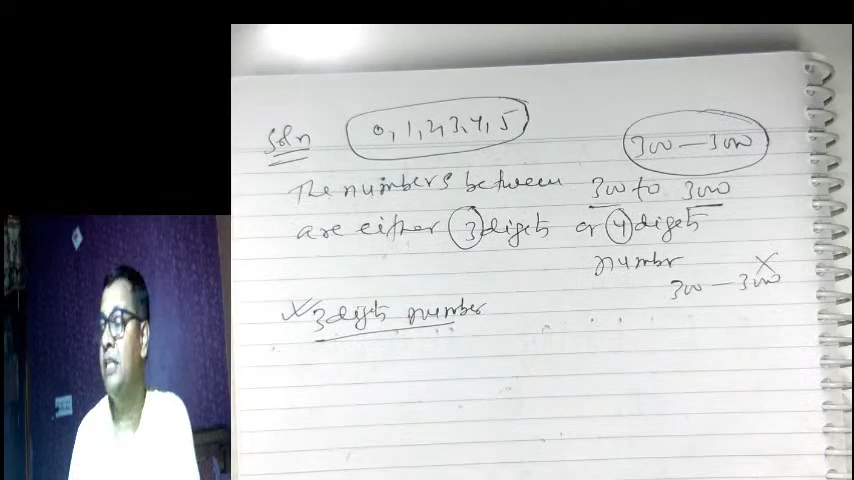 Soln 0, 1, 2, 3, 4, 5 300 — 3000
The numbers between 300 to 3000
are either 3 digits or 4 digits
number
300 — 3000
3 digits number